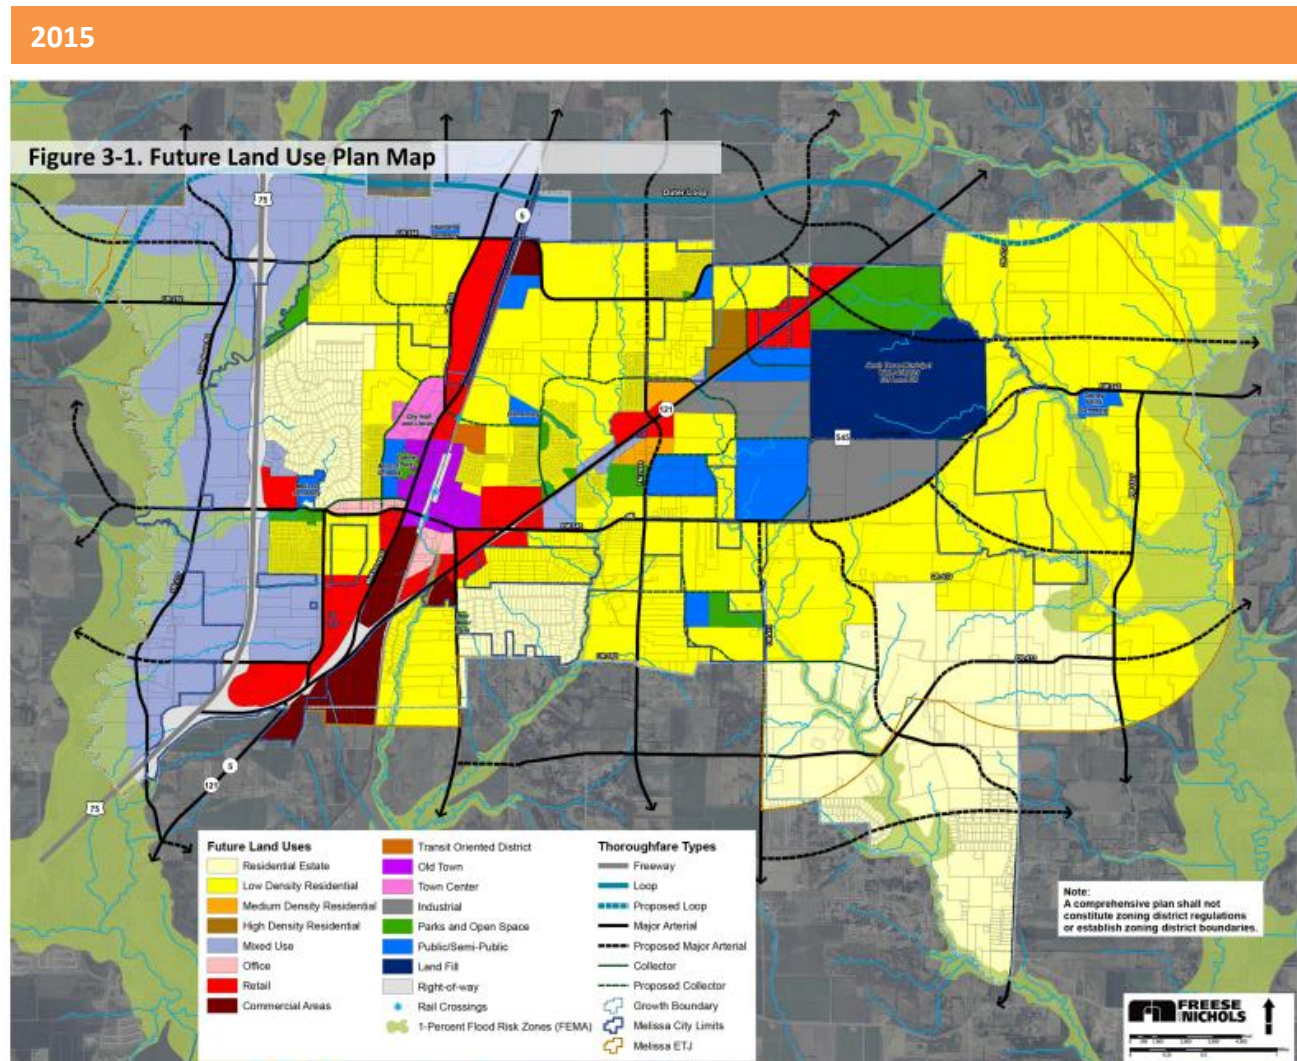 2015
Figure 3-1. Future Land Use Plan Map
75
5
Outer Loop
121
545
City Hall
and Library
75
5
121
Future Land Uses
Residential Estate
Low Density Residential
Medium Density Residential
High Density Residential
Mixed Use
Office
Retail
Commercial Areas
Transit Oriented District
Old Town
Town Center
Industrial
Parks and Open Space
Public/Semi-Public
Land Fill
Right-of-way
Rail Crossings
1-Percent Flood Risk Zones (FEMA)
Thoroughfare Types
Freeway
Loop
Proposed Loop
Major Arterial
Proposed Major Arterial
Collector
Proposed Collector
Growth Boundary
Melissa City Limits
Melissa ETJ
Note:
A comprehensive plan shall not
constitute zoning district regulations
or establish zoning district boundaries.
FREESE
NICHOLS